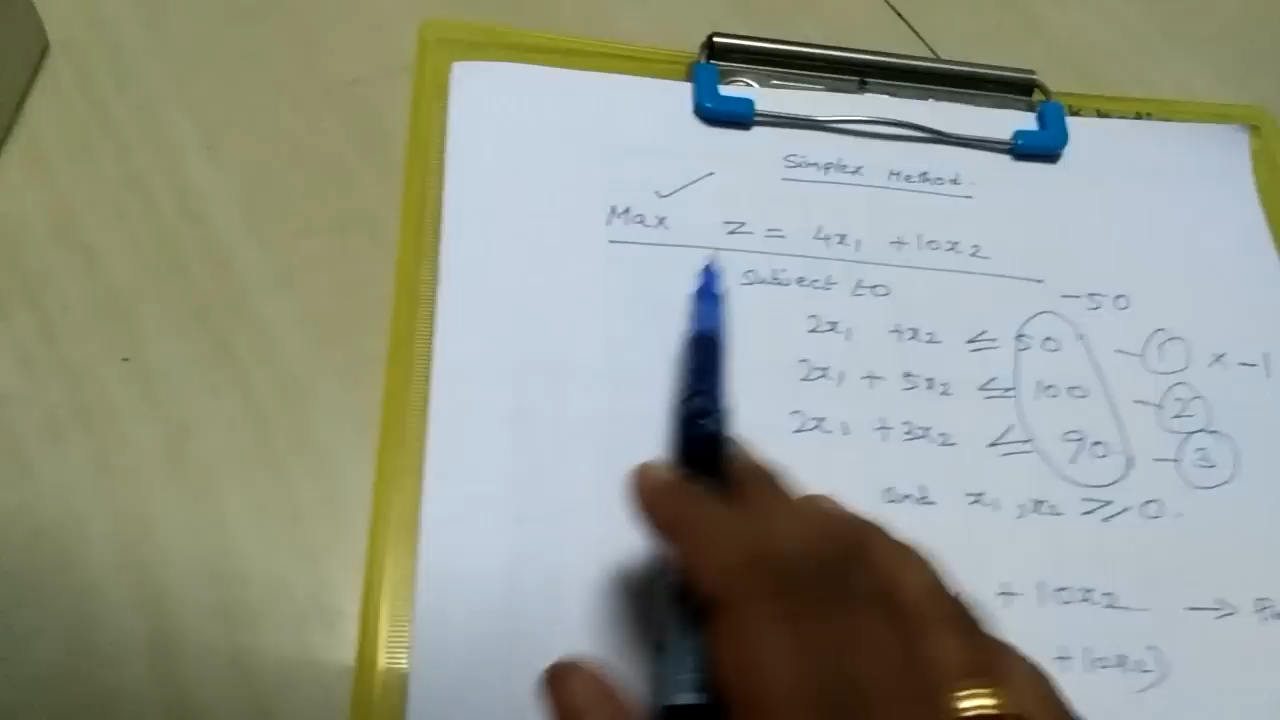 Simplex Method.
Max Z = 4x₁ + 10x₂
Subject to
-50
2x₁ + x₂ ≤ 50 - ① x -1
2x₁ + 5x₂ ≤ 100 - ②
2x₁ + 3x₂ ≤ 90 - ③
and x₁, x₂ ≥ 0.
+ 10x₂ →
+ 10x₂)